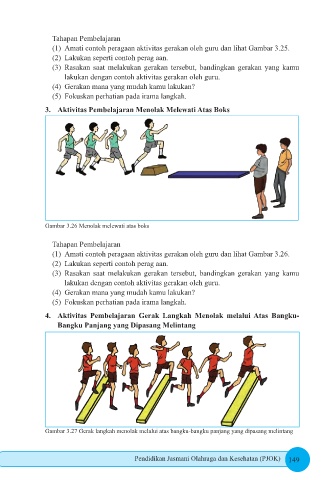 Tahapan Pembelajaran
(1) Amati contoh peragaan aktivitas gerakan oleh guru dan lihat Gambar 3.25.
(2) Lakukan seperti contoh perag aan.
(3) Rasakan saat melakukan gerakan tersebut, bandingkan gerakan yang kamu
lakukan dengan contoh aktivitas gerakan oleh guru.
(4) Gerakan mana yang mudah kamu lakukan?
(5) Fokuskan perhatian pada irama langkah.
3. Aktivitas Pembelajaran Menolak Melewati Atas Boks
Gambar 3.26 Menolak melewati atas boks
Tahapan Pembelajaran
(1) Amati contoh peragaan aktivitas gerakan oleh guru dan lihat Gambar 3.26.
(2) Lakukan seperti contoh perag aan.
(3) Rasakan saat melakukan gerakan tersebut, bandingkan gerakan yang kamu
lakukan dengan contoh aktivitas gerakan oleh guru.
(4) Gerakan mana yang mudah kamu lakukan?
(5) Fokuskan perhatian pada irama langkah.
4. Aktivitas Pembelajaran Gerak Langkah Menolak melalui Atas Bangku-
Bangku Panjang yang Dipasang Melintang
Gambar 3.27 Gerak langkah menolak melalui atas bangku-bangku panjang yang dipasang melintang
Pendidikan Jasmani Olahraga dan Kesehatan (PJOK) 149